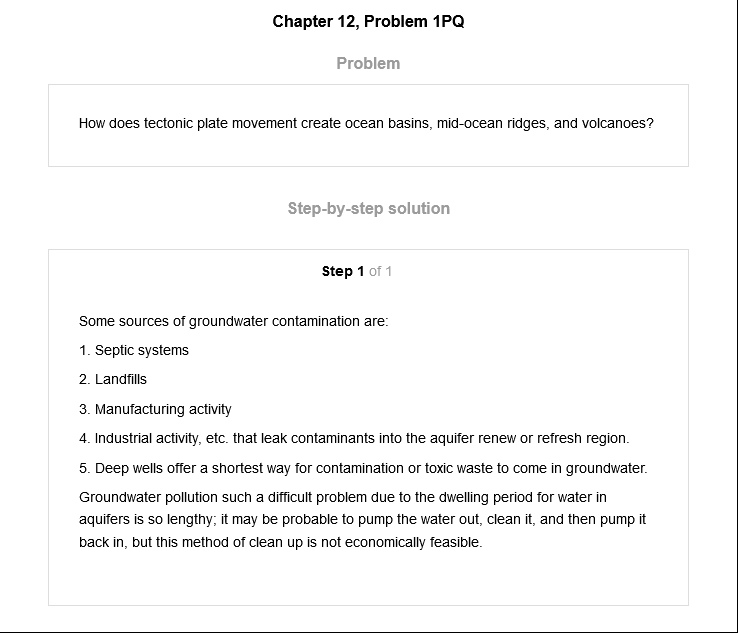 Chapter 12, Problem 1PQ
Problem
How does tectonic plate movement create ocean basins, mid-ocean ridges, and volcanoes?
Step-by-step solution
Step 1 of 1
Some sources of groundwater contamination are:
1. Septic systems
2. Landfills
3. Manufacturing activity
4. Industrial activity, etc. that leak contaminants into the aquifer renew or refresh region.
5. Deep wells offer a shortest way for contamination or toxic waste to come in groundwater.
Groundwater pollution such a difficult problem due to the dwelling period for water in
aquifers is so lengthy; it may be probable to pump the water out, clean it, and then pump it
back in, but this method of clean up is not economically feasible.